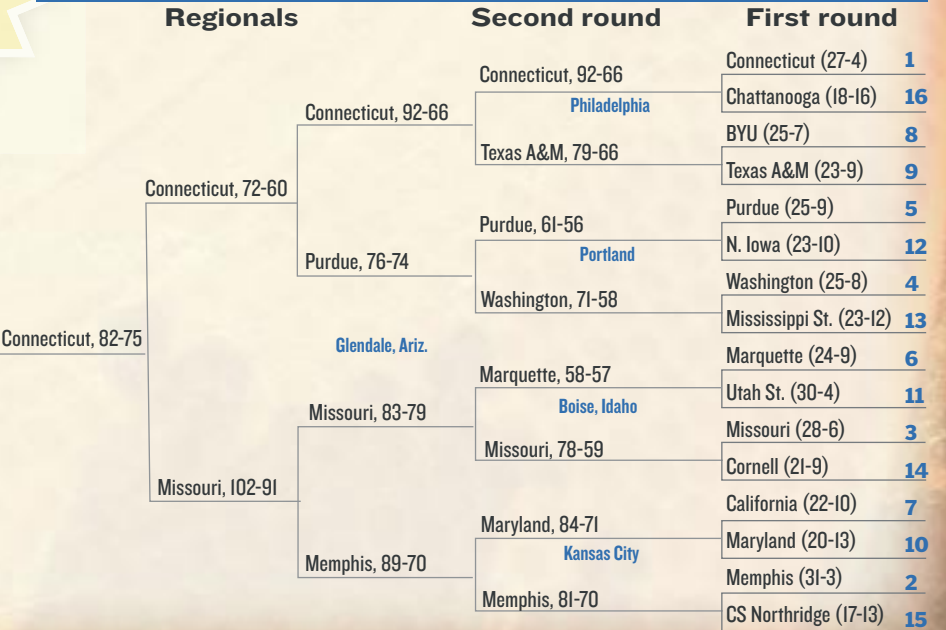 Regionals
Second round
First round
Connecticut (27-4) 1
Chattanooga (18-16) 16
BYU (25-7) 8
Texas A&M (23-9) 9
Purdue (25-9) 5
N. Iowa (23-10) 12
Washington (25-8) 4
Mississippi St. (23-12) 13
Marquette (24-9) 6
Utah St. (30-4) 11
Missouri (28-6) 3
Cornell (21-9) 14
California (22-10) 7
Maryland (20-13) 10
Memphis (31-3) 2
CS Northridge (17-13) 15
Connecticut, 92-66
Philadelphia
Texas A&M, 79-66
Purdue, 61-56
Portland
Washington, 71-58
Marquette, 58-57
Boise, Idaho
Missouri, 78-59
Maryland, 84-71
Kansas City
Memphis, 81-70
Connecticut, 92-66
Purdue, 76-74
Glendale, Ariz.
Missouri, 83-79
Memphis, 89-70
Connecticut, 72-60
Missouri, 102-91
Connecticut, 82-75